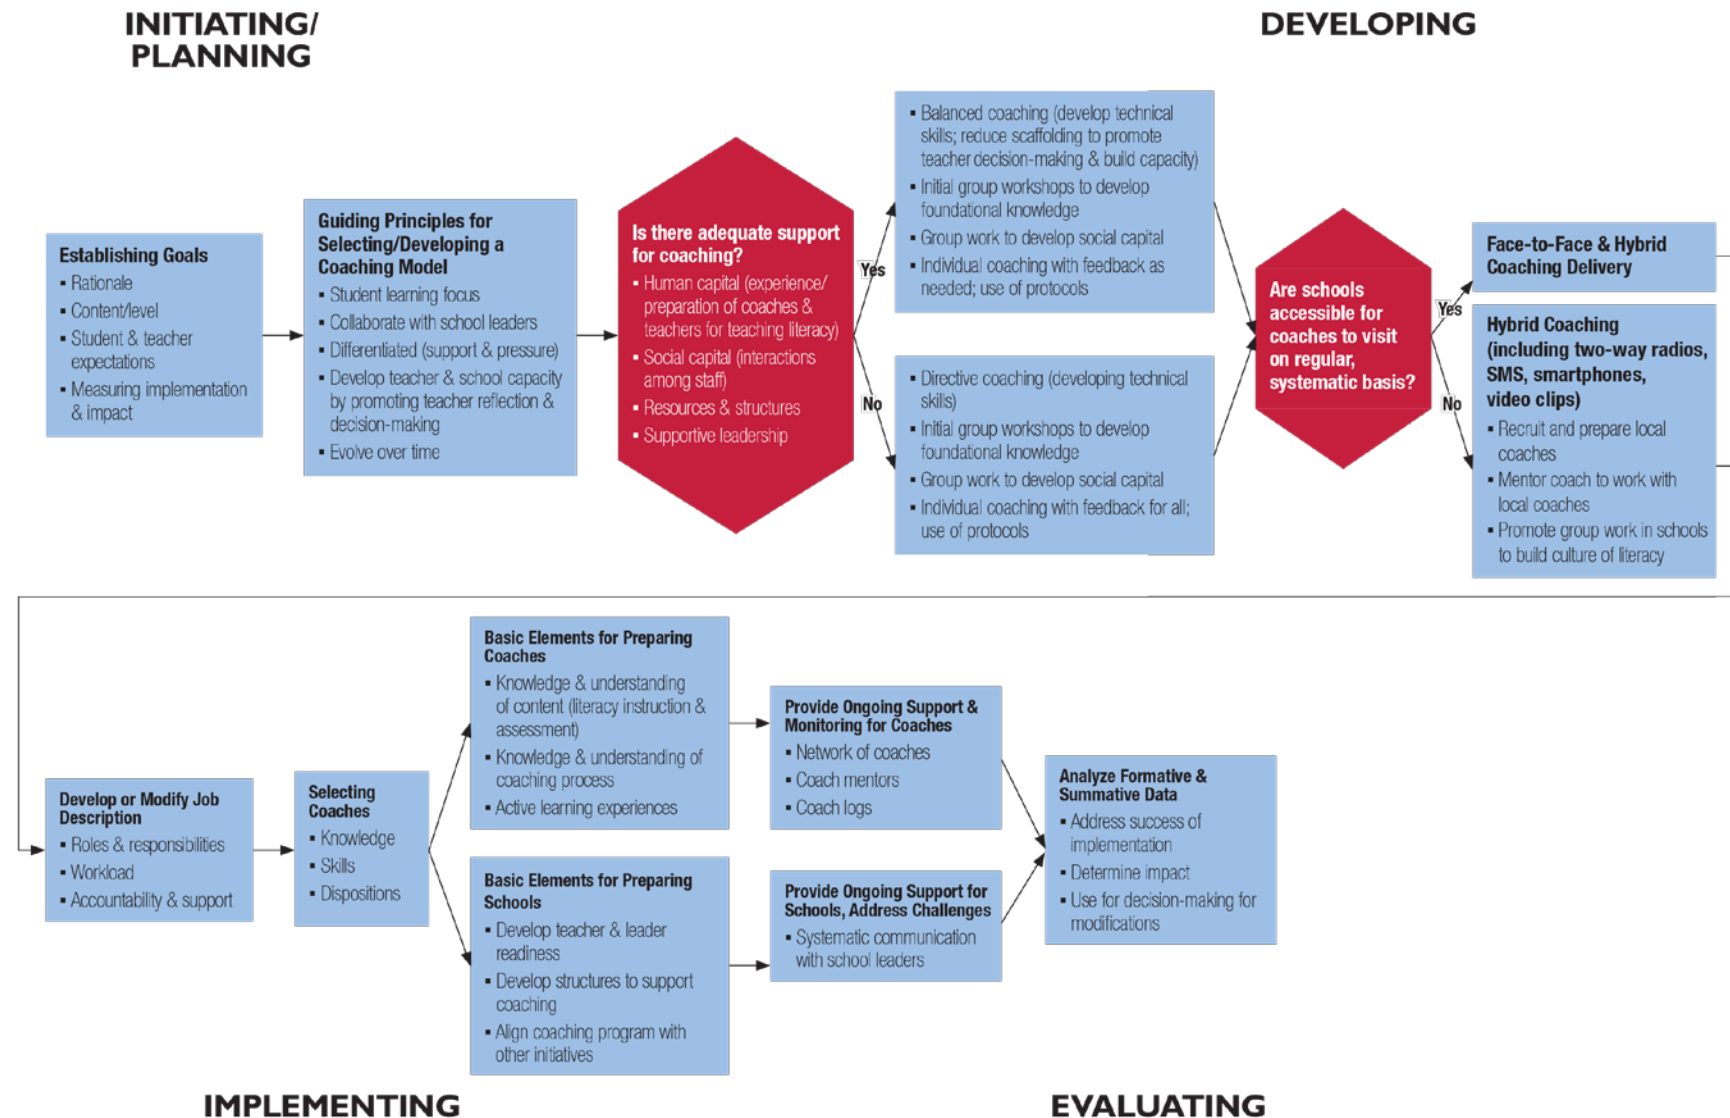 INITIATING/
PLANNING
DEVELOPING
Establishing Goals
▪ Rationale
▪ Content/level
▪ Student & teacher
expectations
▪ Measuring implementation
& impact
Guiding Principles for
Selecting/Developing a
Coaching Model
▪ Student learning focus
▪ Collaborate with school leaders
▪ Differentiated (support & pressure)
▪ Develop teacher & school capacity
by promoting teacher reflection &
decision-making
▪ Evolve over time
Is there adequate support
for coaching?
▪ Human capital (experience/
preparation of coaches &
teachers for teaching literacy)
▪ Social capital (interactions
among staff)
▪ Resources & structures
▪ Supportive leadership
Yes
No
▪ Balanced coaching (develop technical
skills; reduce scaffolding to promote
teacher decision-making & build capacity)
▪ Initial group workshops to develop
foundational knowledge
▪ Group work to develop social capital
▪ Individual coaching with feedback as
needed; use of protocols
▪ Directive coaching (developing technical
skills)
▪ Initial group workshops to develop
foundational knowledge
▪ Group work to develop social capital
▪ Individual coaching with feedback for all;
use of protocols
Are schools
accessible for
coaches to visit
on regular,
systematic basis?
Yes
No
Face-to-Face & Hybrid
Coaching Delivery
Hybrid Coaching
(including two-way radios,
SMS, smartphones,
video clips)
▪ Recruit and prepare local
coaches
▪ Mentor coach to work with
local coaches
▪ Promote group work in schools
to build culture of literacy
Develop or Modify Job
Description
▪ Roles & responsibilities
▪ Workload
▪ Accountability & support
Selecting
Coaches
▪ Knowledge
▪ Skills
▪ Dispositions
Basic Elements for Preparing
Coaches
▪ Knowledge & understanding
of content (literacy instruction &
assessment)
▪ Knowledge & understanding of
coaching process
▪ Active learning experiences
Basic Elements for Preparing
Schools
▪ Develop teacher & leader
readiness
▪ Develop structures to support
coaching
▪ Align coaching program with
other initiatives
Provide Ongoing Support &
Monitoring for Coaches
▪ Network of coaches
▪ Coach mentors
▪ Coach logs
Provide Ongoing Support for
Schools, Address Challenges
▪ Systematic communication
with school leaders
Analyze Formative &
Summative Data
▪ Address success of
implementation
▪ Determine impact
▪ Use for decision-making for
modifications
IMPLEMENTING
EVALUATING